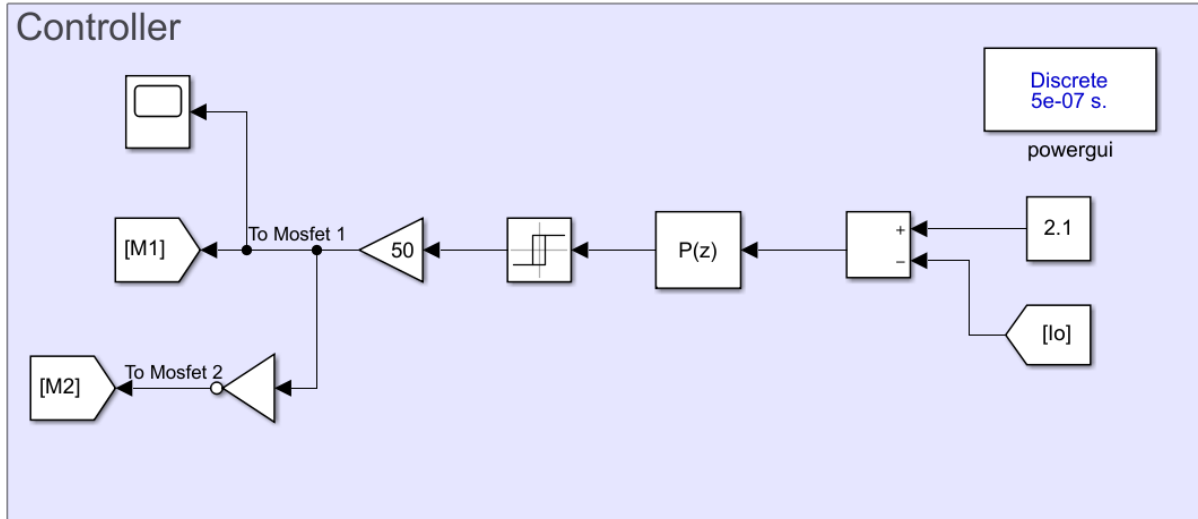 Controller
Discrete
5e-07 s.
powergui
[M1]
To Mosfet 1
50
P(z)
+
−
2.1
[Io]
[M2]
To Mosfet 2